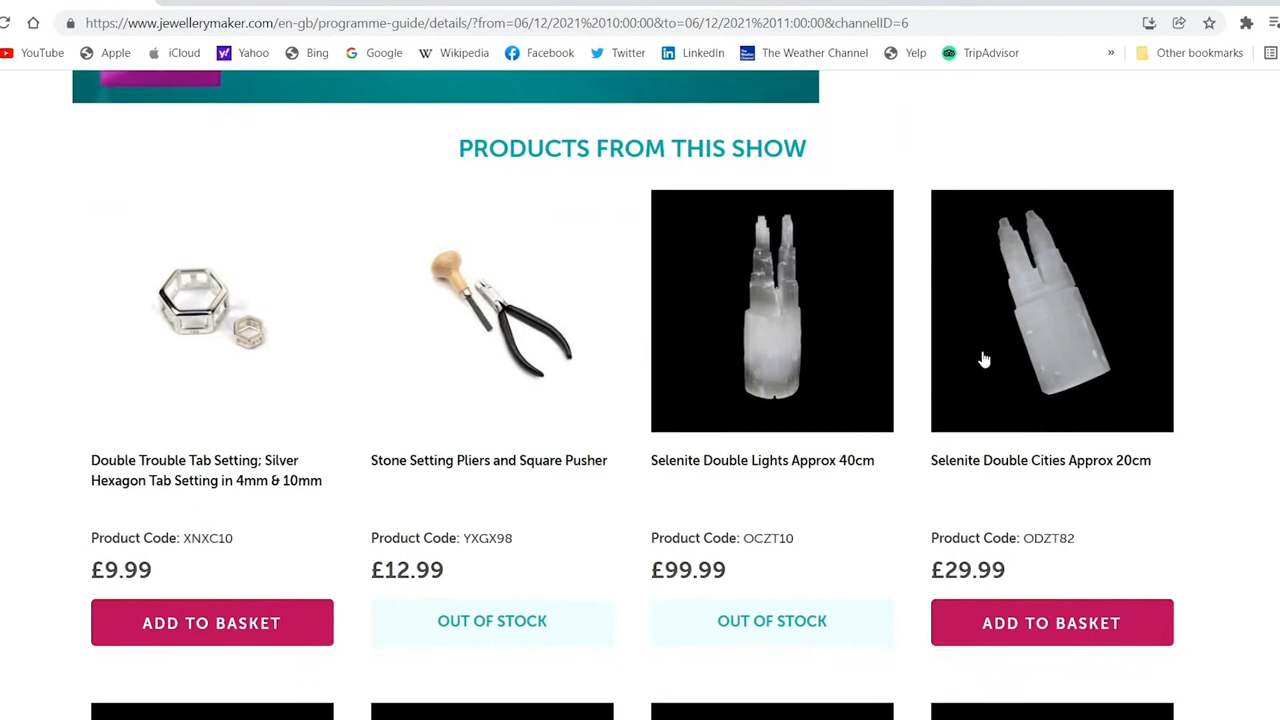 https://www.jewellerymaker.com/en-gb/programme-guide/details/?from=06/12/2021%2010:00:00&to=06/12/2021%2011:00:00&channelID=6
YouTube Apple iCloud Yahoo Bing Google Wikipedia Facebook Twitter LinkedIn The Weather Channel Yelp TripAdvisor » Other bookmarks
PRODUCTS FROM THIS SHOW
Double Trouble Tab Setting; Silver
Hexagon Tab Setting in 4mm & 10mm
Product Code: XNXC10
£9.99
ADD TO BASKET
Stone Setting Pliers and Square Pusher
Product Code: YXGX98
£12.99
OUT OF STOCK
Selenite Double Lights Approx 40cm
Product Code: OCZT10
£99.99
OUT OF STOCK
Selenite Double Cities Approx 20cm
Product Code: ODZT82
£29.99
ADD TO BASKET